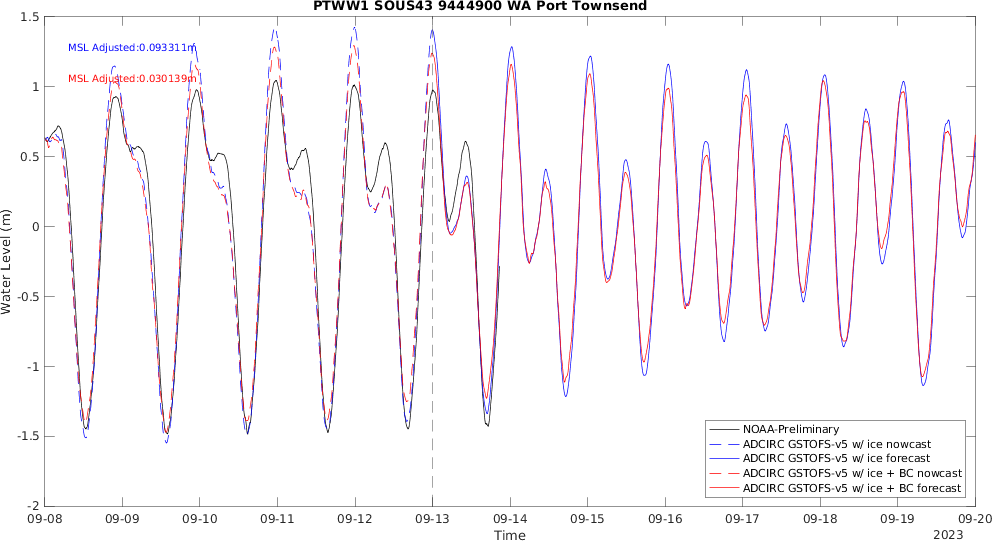 PTWW1 SOUS43 9444900 WA Port Townsend
MSL Adjusted:0.093311m
MSL Adjusted:0.030139m
Water Level (m)
1.5
1
0.5
0
-0.5
-1
-1.5
-2
NOAA-Preliminary
ADCIRC GSTOFS-v5 w/ ice nowcast
ADCIRC GSTOFS-v5 w/ ice forecast
ADCIRC GSTOFS-v5 w/ ice + BC nowcast
ADCIRC GSTOFS-v5 w/ ice + BC forecast
09-08 09-09 09-10 09-11 09-12 09-13 09-14 09-15 09-16 09-17 09-18 09-19 09-20
Time
2023